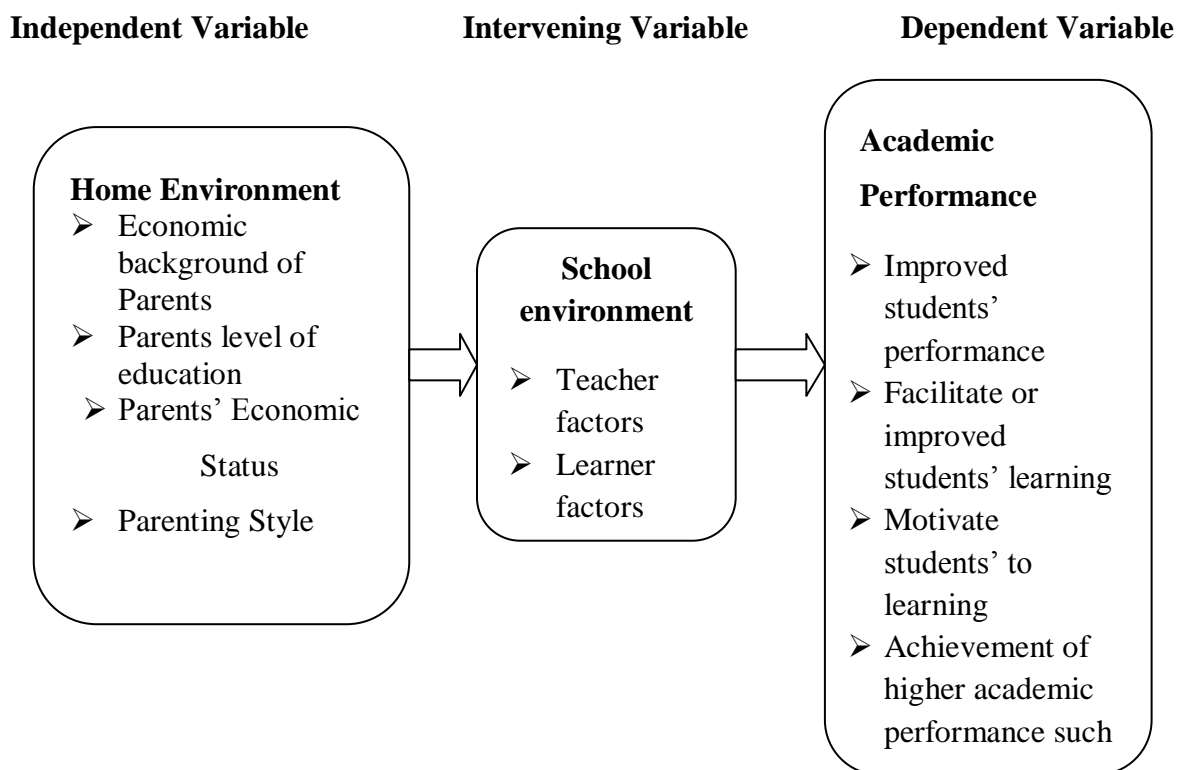 Independent Variable
Intervening Variable
Dependent Variable
Home Environment
➢ Economic
background of
Parents
➢ Parents level of
education
➢ Parents’ Economic
Status
➢ Parenting Style
School
environment
➢ Teacher
factors
➢ Learner
factors
Academic
Performance
➢ Improved
students’
performance
➢ Facilitate or
improved
students’ learning
➢ Motivate
students’ to
learning
➢ Achievement of
higher academic
performance such